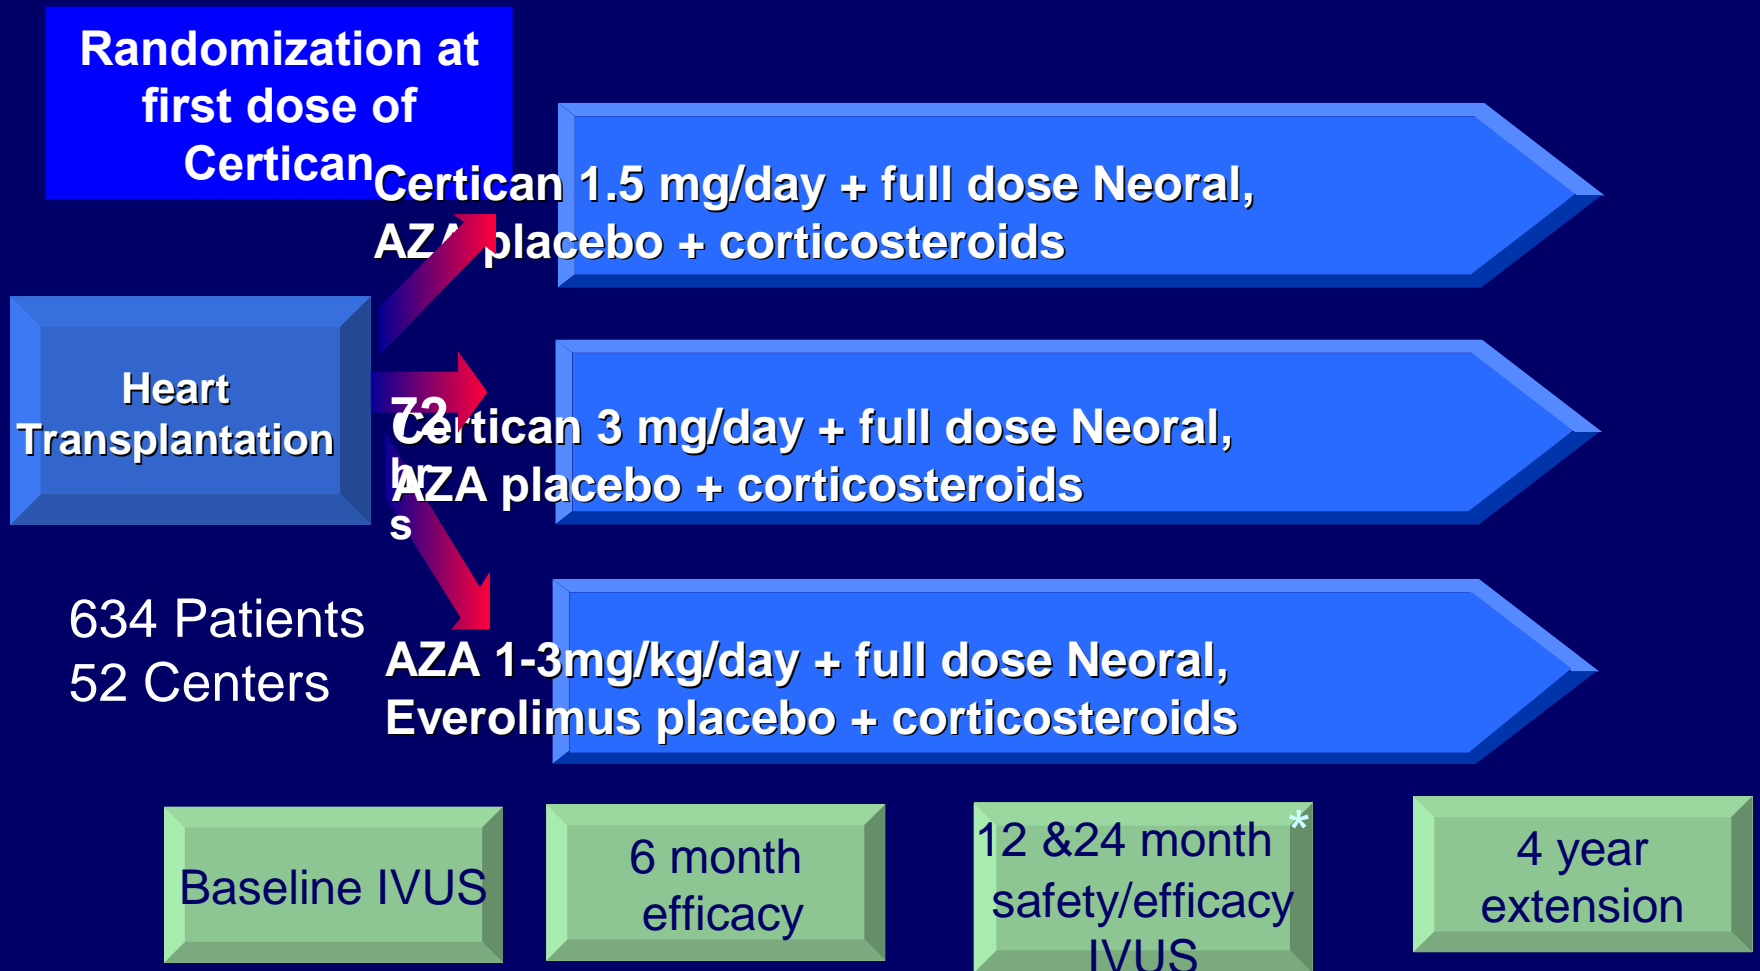 Randomization at
first dose of
Certican
Certican 1.5 mg/day + full dose Neoral,
AZA placebo + corticosteroids
Heart
Transplantation
72
hr
s
Certican 3 mg/day + full dose Neoral,
AZA placebo + corticosteroids
634 Patients
52 Centers
AZA 1-3mg/kg/day + full dose Neoral,
Everolimus placebo + corticosteroids
Baseline IVUS
6 month
efficacy
12 &24 month *
safety/efficacy
IVUS
4 year
extension